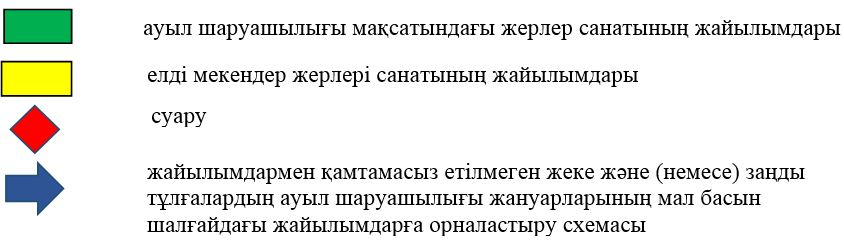 ауыл шаруашылығы мақсатындағы жерлер санатының жайылымдары
елді мекендер жерлері санатының жайылымдары
суару
жайылымдармен қамтамасыз етілмеген жеке және (немесе) заңды
тұлғалардың ауыл шаруашылығы жануарларының мал басын
шалғайдағы жайылымдарға орналастыру схемасы